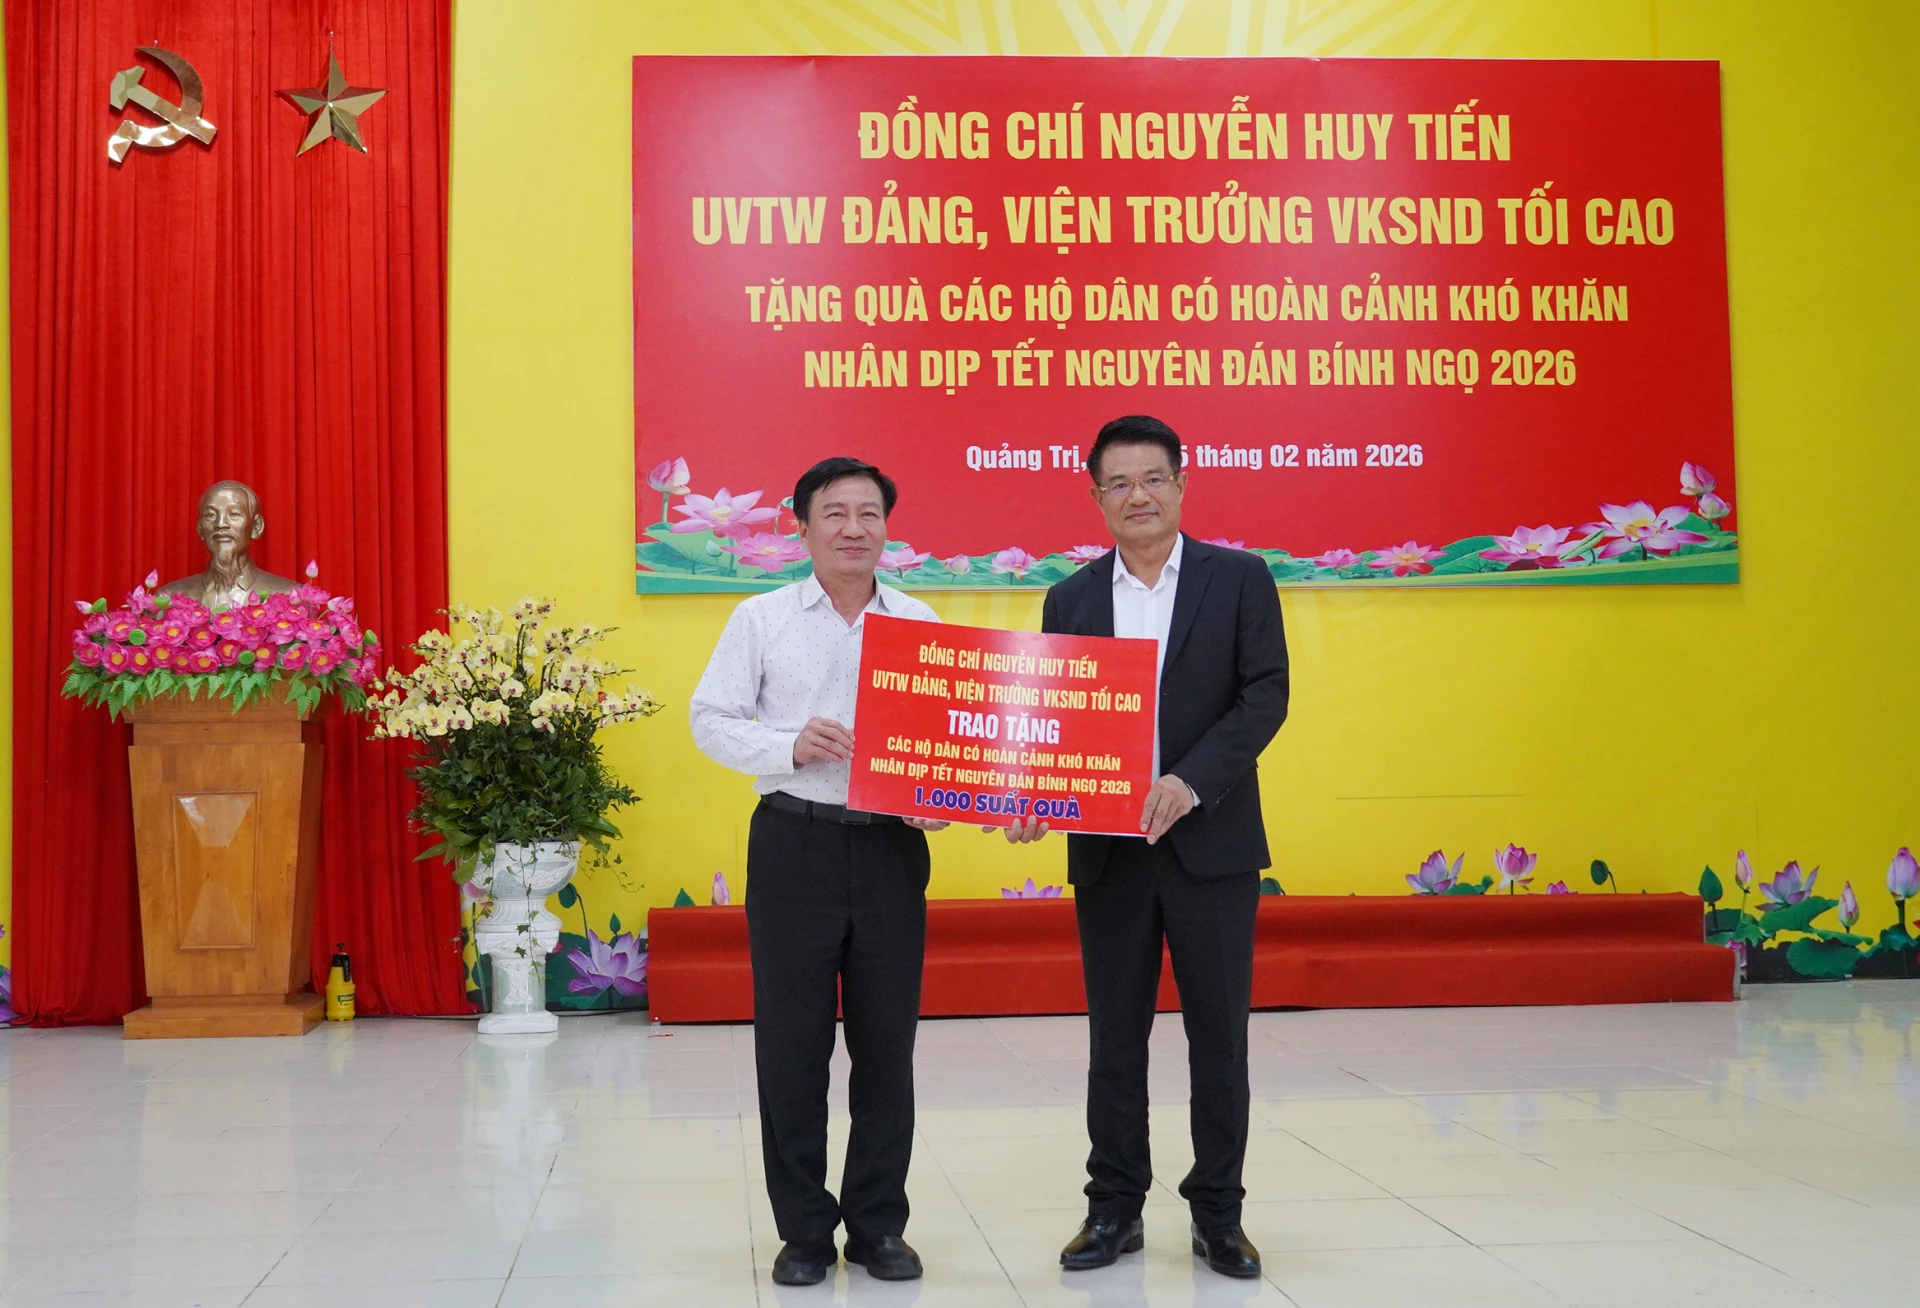 ĐỒNG CHÍ NGUYỄN HUY TIẾN
UVTW ĐẢNG, VIỆN TRƯỞNG VKSND TỐI CAO
TẶNG QUÀ CÁC HỘ DÂN CÓ HOÀN CẢNH KHÓ KHĂN
NHÂN DỊP TẾT NGUYÊN ĐÁN BÍNH NGỌ 2026
Quảng Trị, tháng 02 năm 2026
ĐỒNG CHÍ NGUYỄN HUY TIẾN
UVTW ĐẢNG, VIỆN TRƯỞNG VKSND TỐI CAO
TRAO TẶNG
CÁC HỘ DÂN CÓ HOÀN CẢNH KHÓ KHĂN
NHÂN DỊP TẾT NGUYÊN ĐÁN BÍNH NGỌ 2026
1.000 SUẤT QUÀ